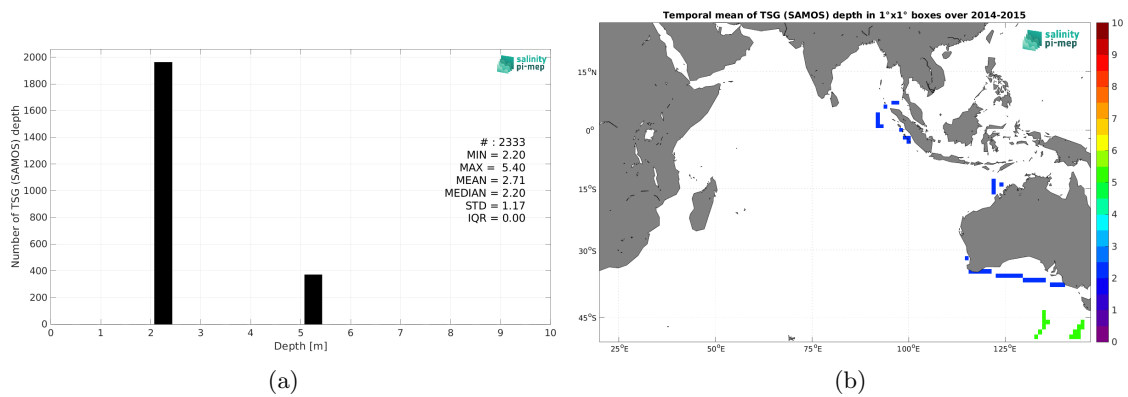 2000
1800
1600
1400
1200
1000
800
600
400
200
0
Number of TSG (SAMOS) depth
salinity
pi-mep
# : 2333
MIN = 2.20
MAX = 5.40
MEAN = 2.71
MEDIAN = 2.20
STD = 1.17
IQR = 0.00
0 1 2 3 4 5 6 7 8 9 10
Depth [m]
(a)
Temporal mean of TSG (SAMOS) depth in 1°x1° boxes over 2014-2015
salinity
pi-mep
15°N
0°
15°S
30°S
45°S
25°E 50°E 75°E 100°E 125°E
10
9
8
7
6
5
4
3
2
1
0
(b)